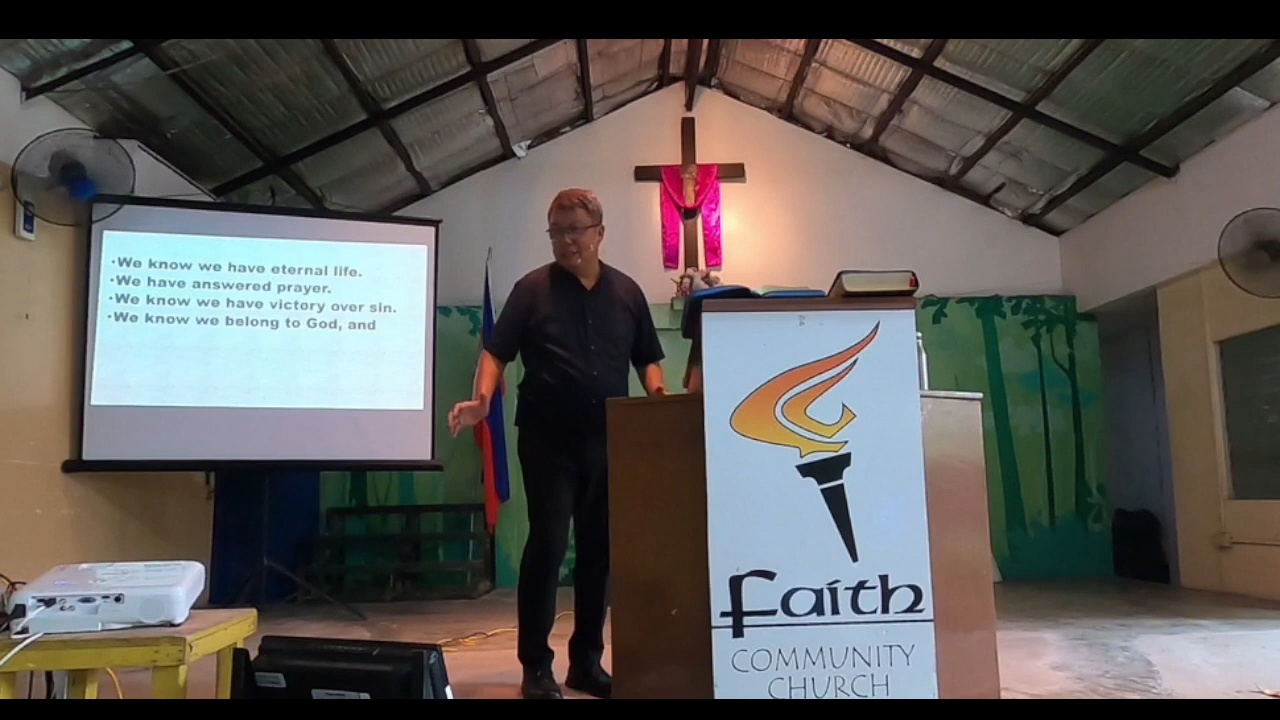 ·We know we have eternal life.
·We have answered prayer.
·We know we have victory over sin.
·We know we belong to God, and
Faith
COMMUNITY
CHURCH